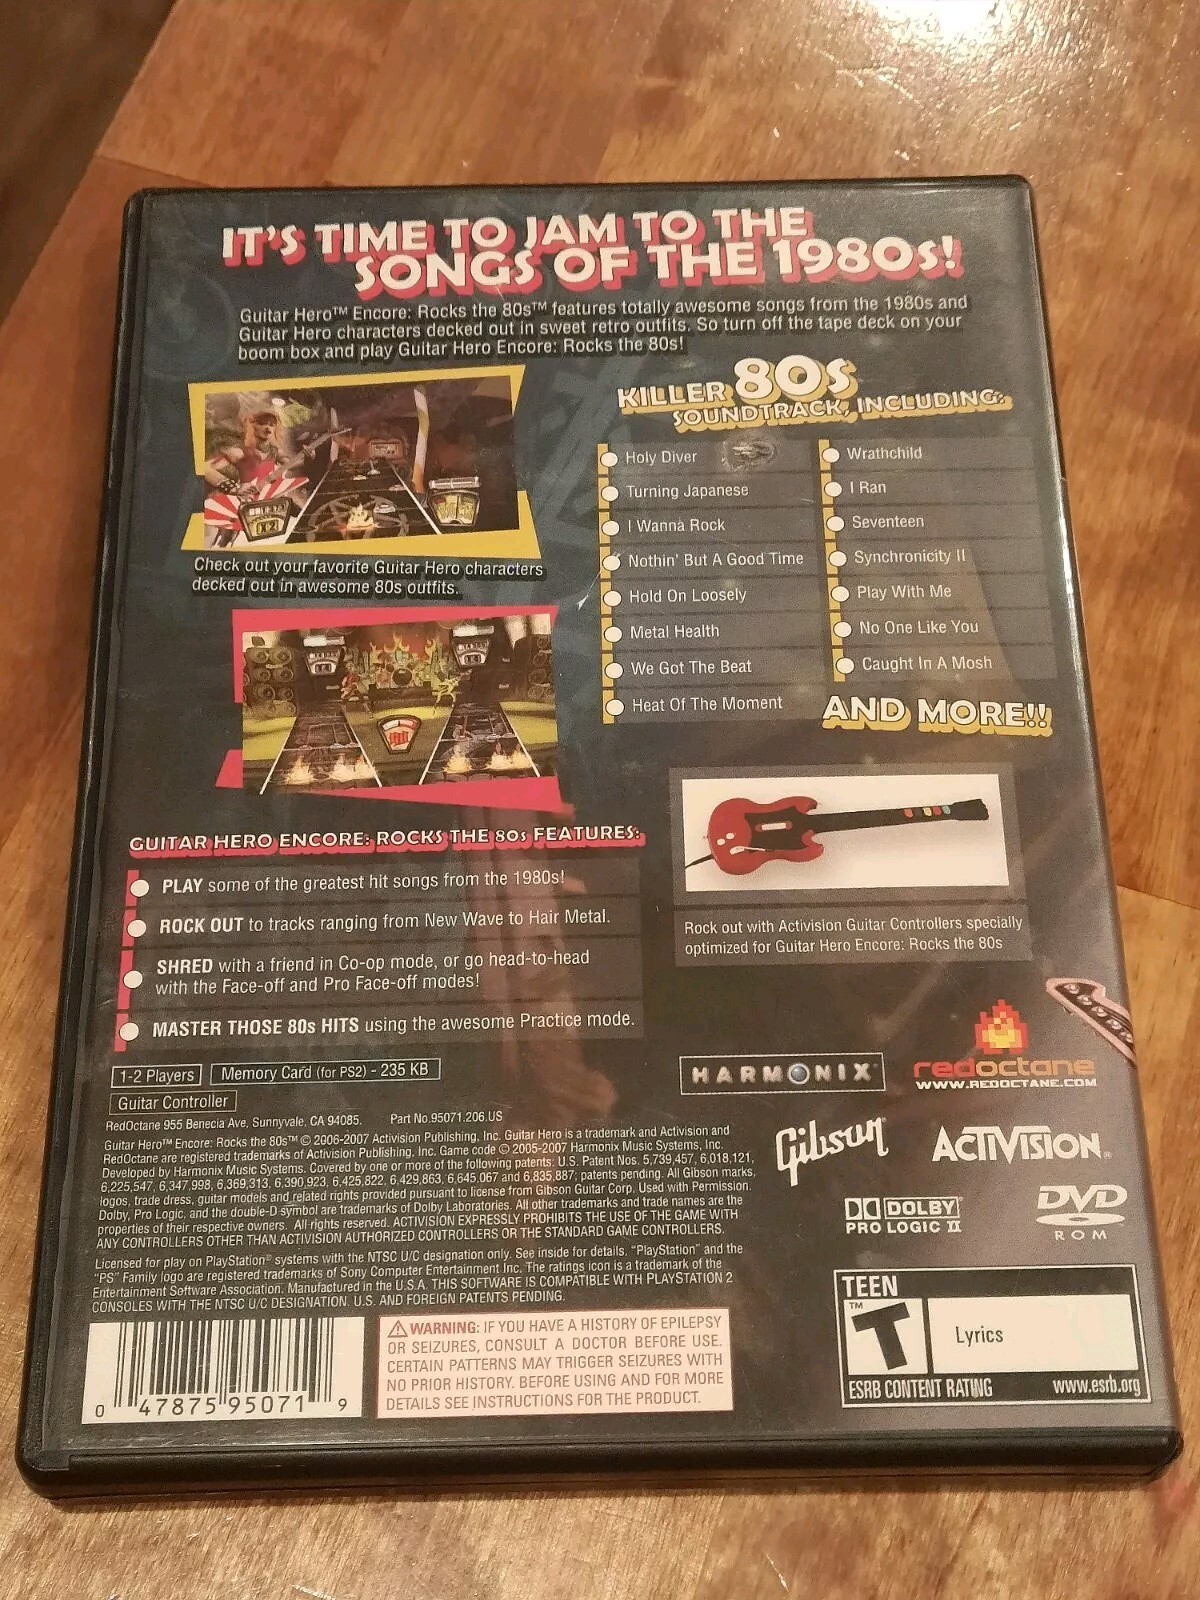 IT'S TIME TO JAM TO THE
SONGS OF THE 1980s!
Guitar Hero™ Encore: Rocks the 80s™ features totally awesome songs from the 1980s and
Guitar Hero characters decked out in sweet retro outfits. So turn off the tape deck on your
boom box and play Guitar Hero Encore: Rocks the 80s!
KILLER 80s
SOUNDTRACK, INCLUDING:
Holy Diver
Turning Japanese
I Wanna Rock
Nothin' But A Good Time
Hold On Loosely
Metal Health
We Got The Beat
Heat Of The Moment
Wrathchild
I Ran
Seventeen
Synchronicity II
Play With Me
No One Like You
Caught In A Mosh
AND MORE!!
Check out your favorite Guitar Hero characters
decked out in awesome 80s outfits.
GUITAR HERO ENCORE: ROCKS THE 80s FEATURES:
PLAY some of the greatest hit songs from the 1980s!
ROCK OUT to tracks ranging from New Wave to Hair Metal.
SHRED with a friend in Co-op mode, or go head-to-head
with the Face-off and Pro Face-off modes!
MASTER THOSE 80s HITS using the awesome Practice mode.
Rock out with Activision Guitar Controllers specially
optimized for Guitar Hero Encore: Rocks the 80s
1-2 Players
Memory Card (for PS2) - 235 KB
Guitar Controller
HARMONIX
redoctane
WWW.REDOCTANE.COM
Gibson
ACTIVISION®
DOLBY
PRO LOGIC II
DVD
ROM
RedOctane 955 Benecia Ave, Sunnyvale, CA 94085. Part No.95071.206.US
Guitar Hero™ Encore: Rocks the 80s™ © 2006-2007 Activision Publishing, Inc. Guitar Hero is a trademark and Activision and
RedOctane are registered trademarks of Activision Publishing, Inc. Game code © 2005-2007 Harmonix Music Systems, Inc.
Developed by Harmonix Music Systems. Covered by one or more of the following patents: U.S. Patent Nos. 5,739,457, 6,018,121,
6,225,547, 6,347,998, 6,369,313, 6,390,923, 6,425,822, 6,429,863, 6,645,067 and 6,835,887; patents pending. All Gibson marks,
logos, trade dress, guitar models and related rights provided pursuant to license from Gibson Guitar Corp. Used with Permission.
Dolby, Pro Logic, and the double-D symbol are trademarks of Dolby Laboratories. All other trademarks and trade names are the
properties of their respective owners. All rights reserved. ACTIVISION EXPRESSLY PROHIBITS THE USE OF THE GAME WITH
ANY CONTROLLERS OTHER THAN ACTIVISION AUTHORIZED CONTROLLERS OR THE STANDARD GAME CONTROLLERS.
Licensed for play on PlayStation® systems with the NTSC U/C designation only. See inside for details. "PlayStation" and the
"PS" Family logo are registered trademarks of Sony Computer Entertainment Inc. The ratings icon is a trademark of the
Entertainment Software Association. Manufactured in the U.S.A. THIS SOFTWARE IS COMPATIBLE WITH PLAYSTATION 2
CONSOLES WITH THE NTSC U/C DESIGNATION. U.S. AND FOREIGN PATENTS PENDING.
0 47875 95071 9
WARNING: IF YOU HAVE A HISTORY OF EPILEPSY
OR SEIZURES, CONSULT A DOCTOR BEFORE USE.
CERTAIN PATTERNS MAY TRIGGER SEIZURES WITH
NO PRIOR HISTORY. BEFORE USING AND FOR MORE
DETAILS SEE INSTRUCTIONS FOR THE PRODUCT.
TEEN
T™
Lyrics
ESRB CONTENT RATING www.esrb.org